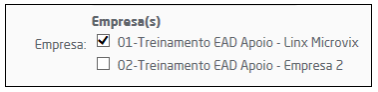 Empresa(s)
Empresa: 01-Treinamento EAD Apoio - Linx Microvix
02-Treinamento EAD Apoio - Empresa 2